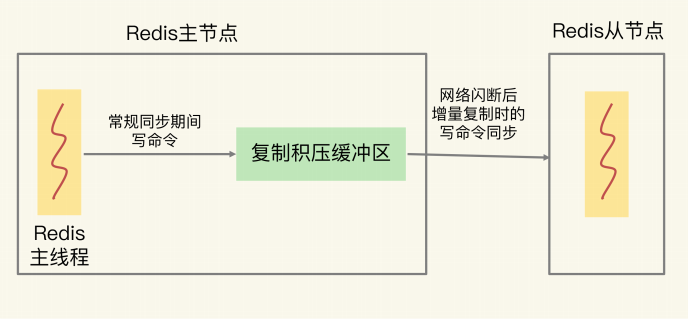 Redis主节点
Redis从节点
常规同步期间
写命令
复制积压缓冲区
网络闪断后
增量复制时的
写命令同步
Redis
主线程